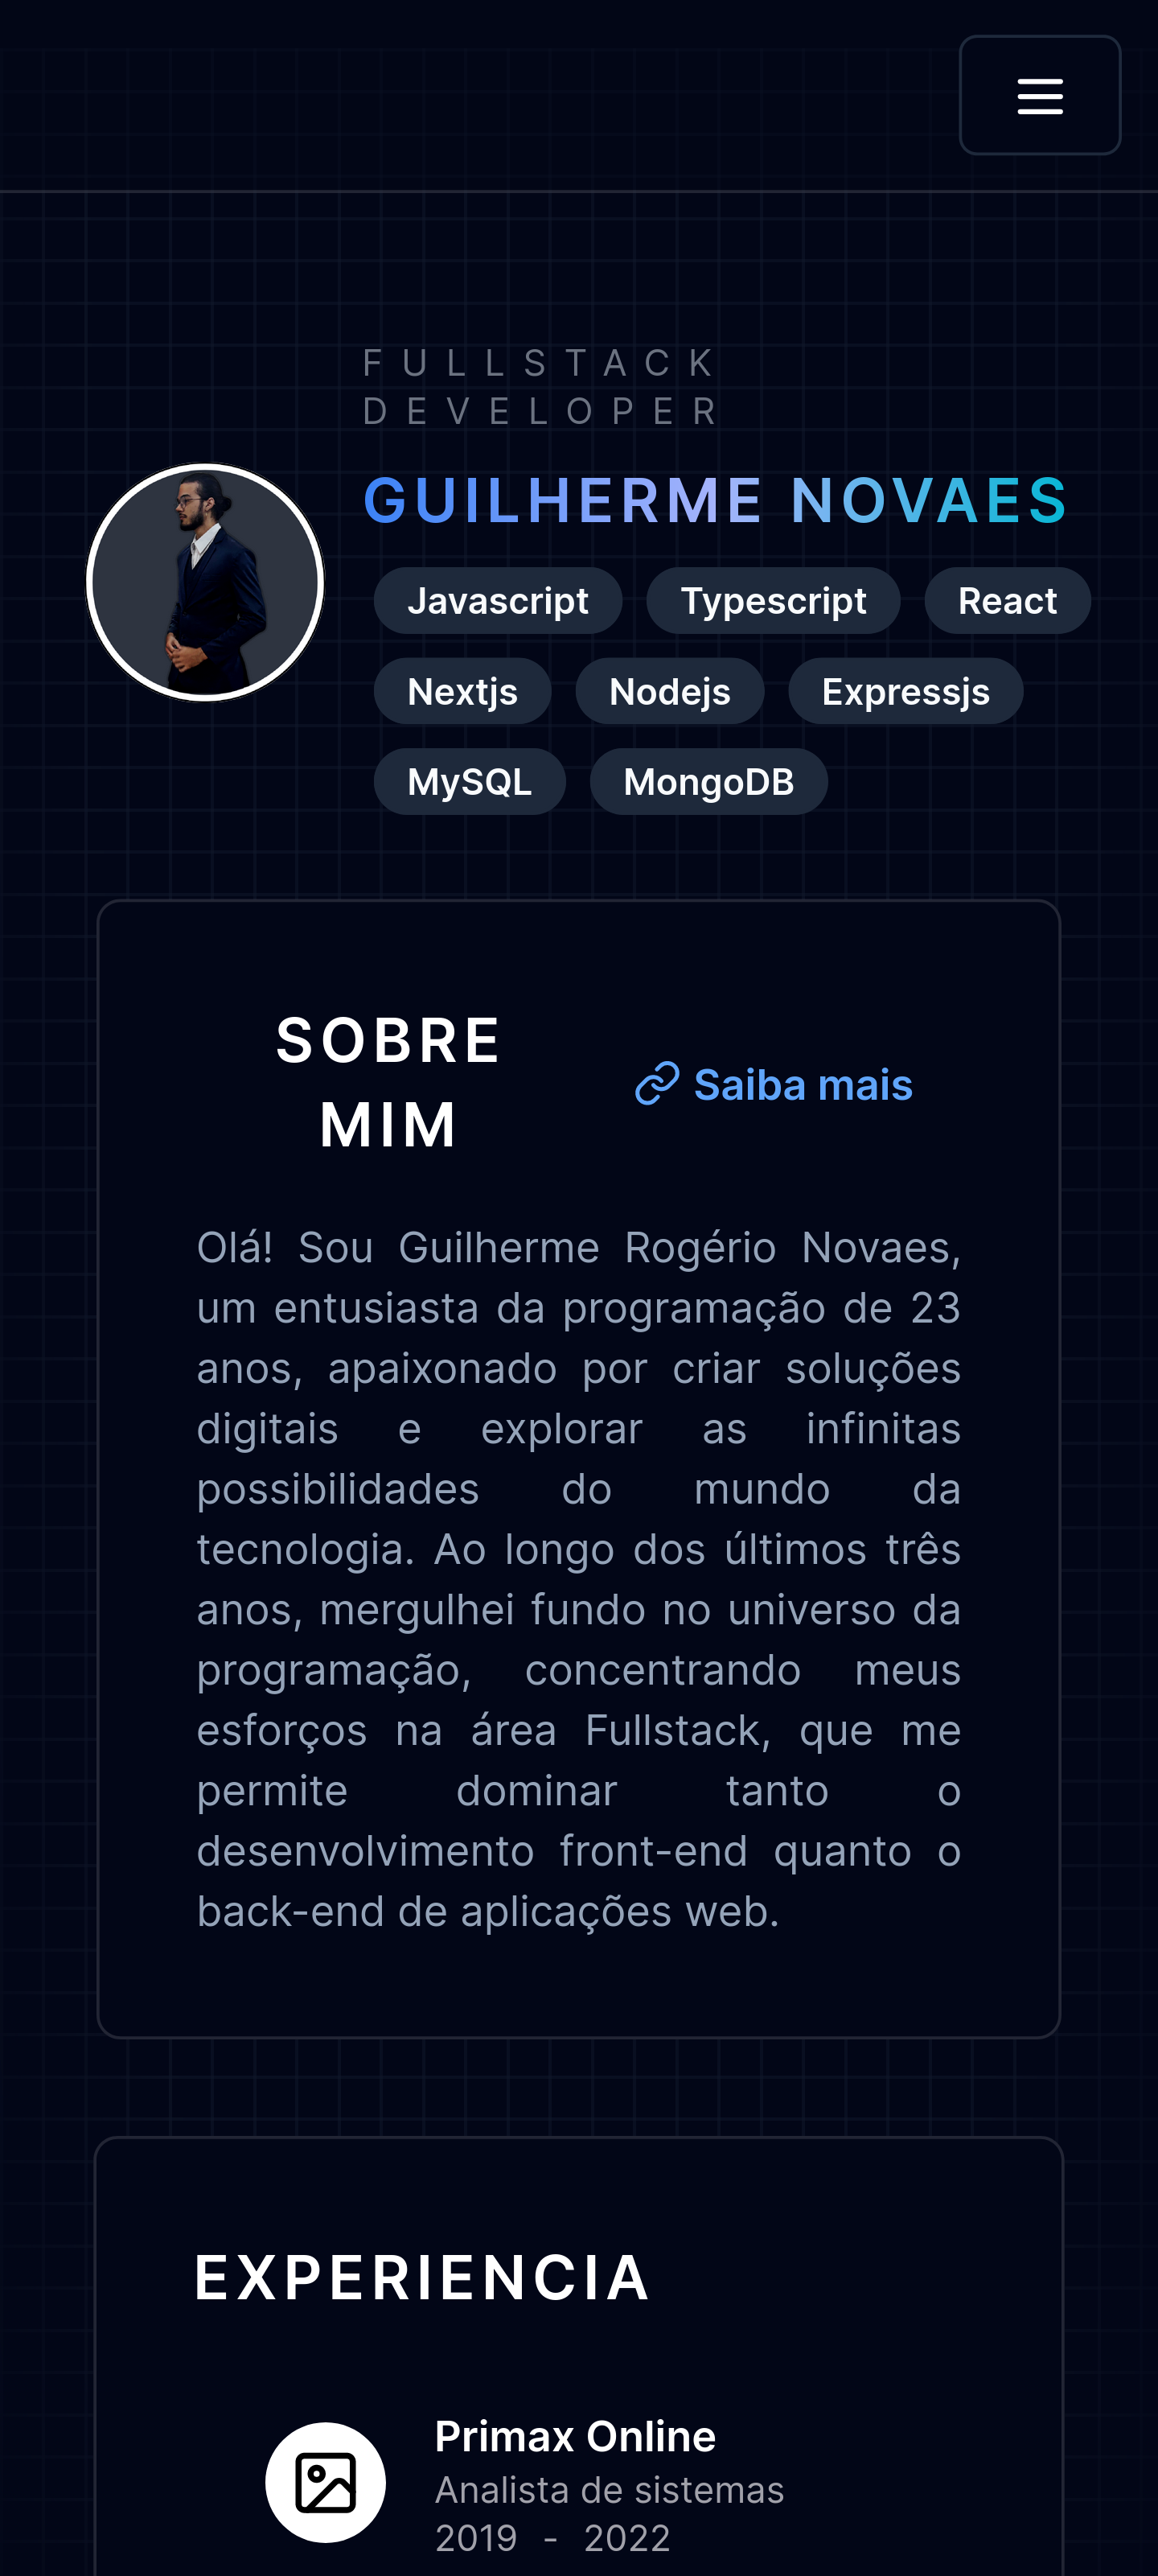 FULLSTACK
DEVELOPER
GUILHERME NOVAES
Javascript Typescript React
Nextjs Nodejs Expressjs
MySQL MongoDB
SOBRE
MIM
Saiba mais
Olá! Sou Guilherme Rogério Novaes,
um entusiasta da programação de 23
anos, apaixonado por criar soluções
digitais e explorar as infinitas
possibilidades do mundo da
tecnologia. Ao longo dos últimos três
anos, mergulhei fundo no universo da
programação, concentrando meus
esforços na área Fullstack, que me
permite dominar tanto o
desenvolvimento front-end quanto o
back-end de aplicações web.
EXPERIENCIA
Primax Online
Analista de sistemas
2019 - 2022